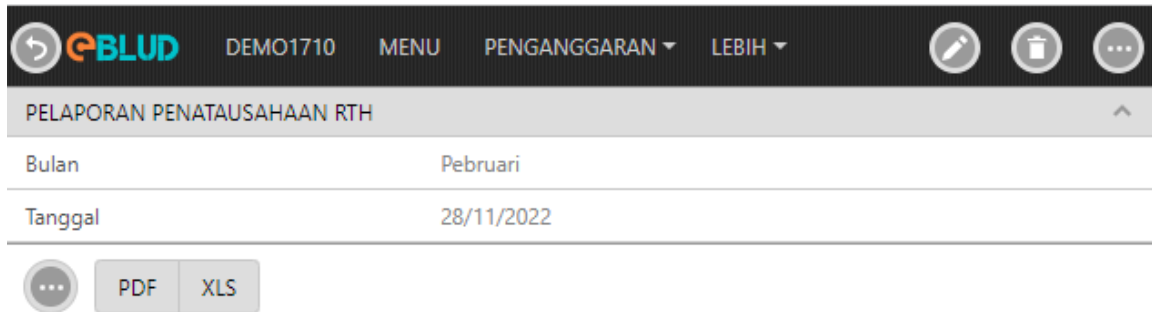 eBLUD DEMO1710 MENU PENGANGGARAN LEBIH
PELAPORAN PENATAUSAHAAN RTH
Bulan Pebruari
Tanggal 28/11/2022
PDF XLS